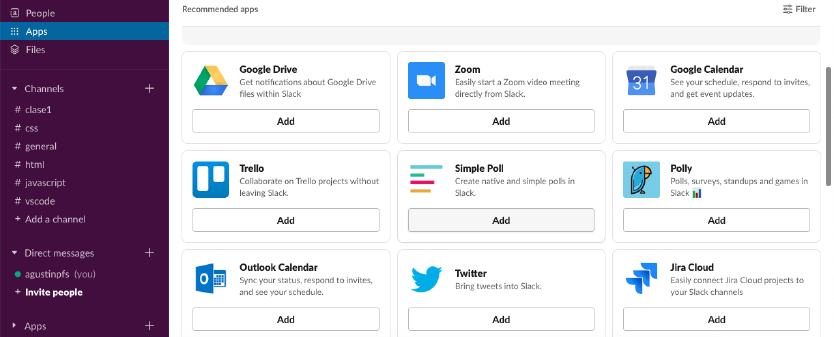 People
Apps
Files
Channels
# clase1
# css
# general
# html
# javascript
# vscode
+ Add a channel
Direct messages
agustinpfs (you)
+ Invite people
Apps
Recommended apps
Filter
Google Drive
Get notifications about Google Drive
files within Slack
Add
Zoom
Easily start a Zoom video meeting
directly from Slack.
Add
31
Google Calendar
See your schedule, respond to invites,
and get event updates.
Add
Trello
Collaborate on Trello projects without
leaving Slack.
Add
Simple Poll
Create native and simple polls in
Slack.
Add
Polly
Polls, surveys, standups and games in
Slack 📊
Add
Outlook Calendar
Sync your status, respond to invites,
and see your schedule.
Add
Twitter
Bring tweets into Slack.
Add
Jira Cloud
Easily connect Jira Cloud projects to
your Slack channels
Add